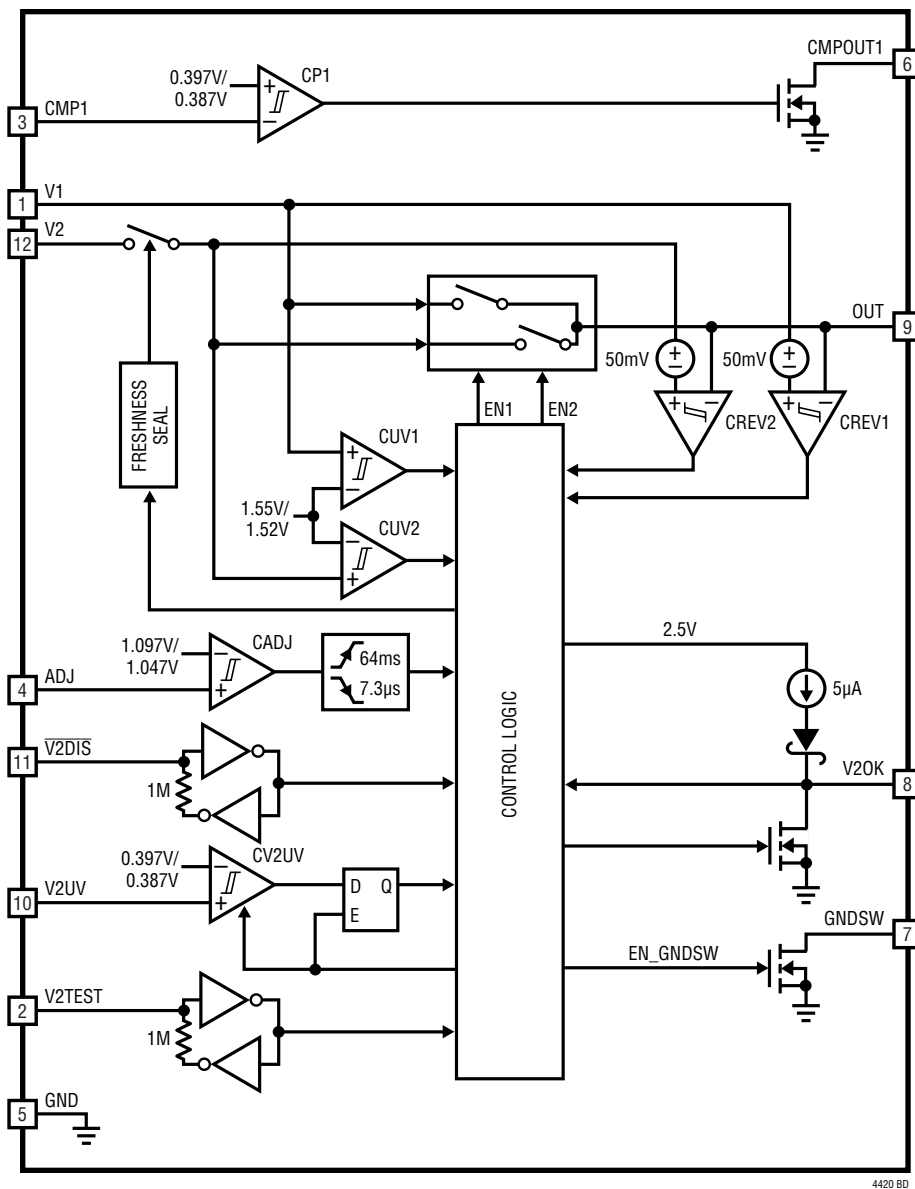 CMPOUT1
6
0.397V/
0.387V
CP1
+
−
3
CMP1
1
V1
12
V2
OUT
9
50mV
+
−
50mV
+
−
+
−
+
−
CREV2
CREV1
FRESHNESS
SEAL
EN1
EN2
CUV1
+
−
1.55V/
1.52V
CUV2
−
+
1.097V/
1.047V
CADJ
−
+
64ms
7.3µs
4
ADJ
2.5V
5µA
CONTROL LOGIC
11
V2DIS
1M
V2OK
8
0.397V/
0.387V
CV2UV
−
+
D
Q
E
10
V2UV
GNDSW
7
EN_GNDSW
2
V2TEST
1M
5
GND
4420 BD